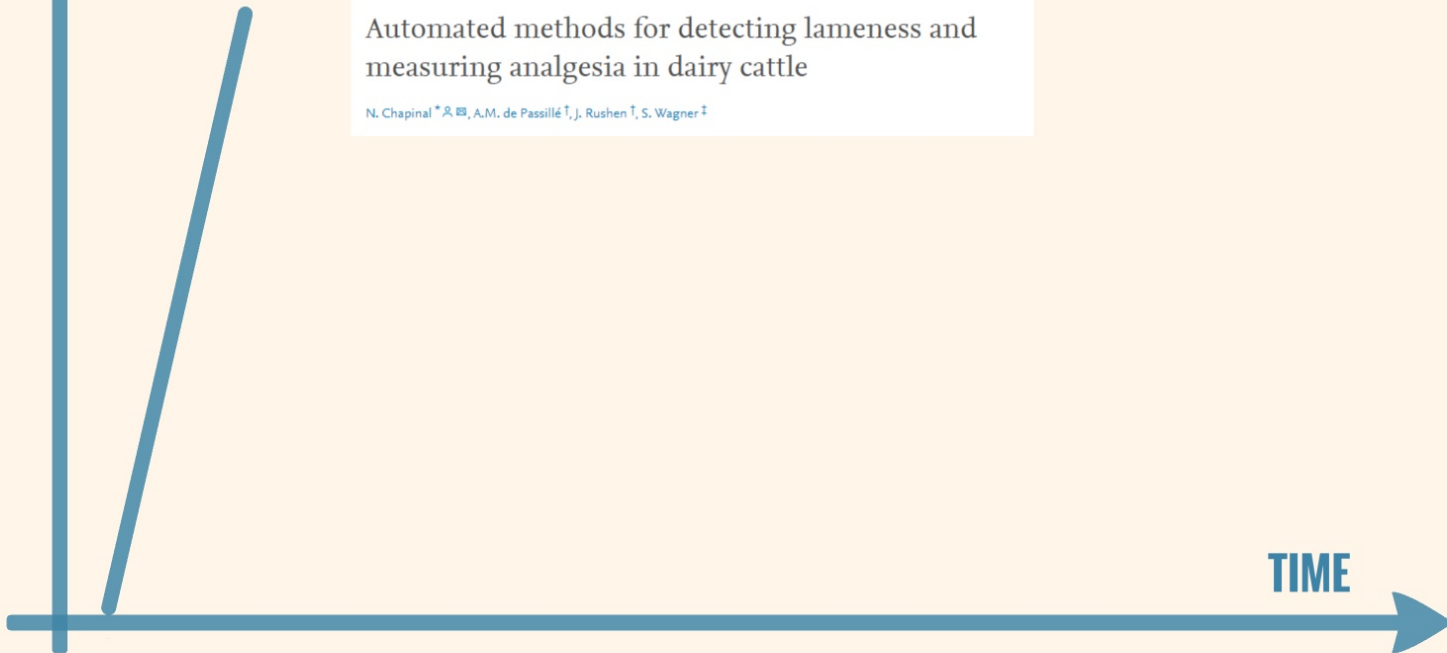 Automated methods for detecting lameness and
measuring analgesia in dairy cattle
N. Chapinal * ✉, A.M. de Passillé †, J. Rushen †, S. Wagner ‡
TIME